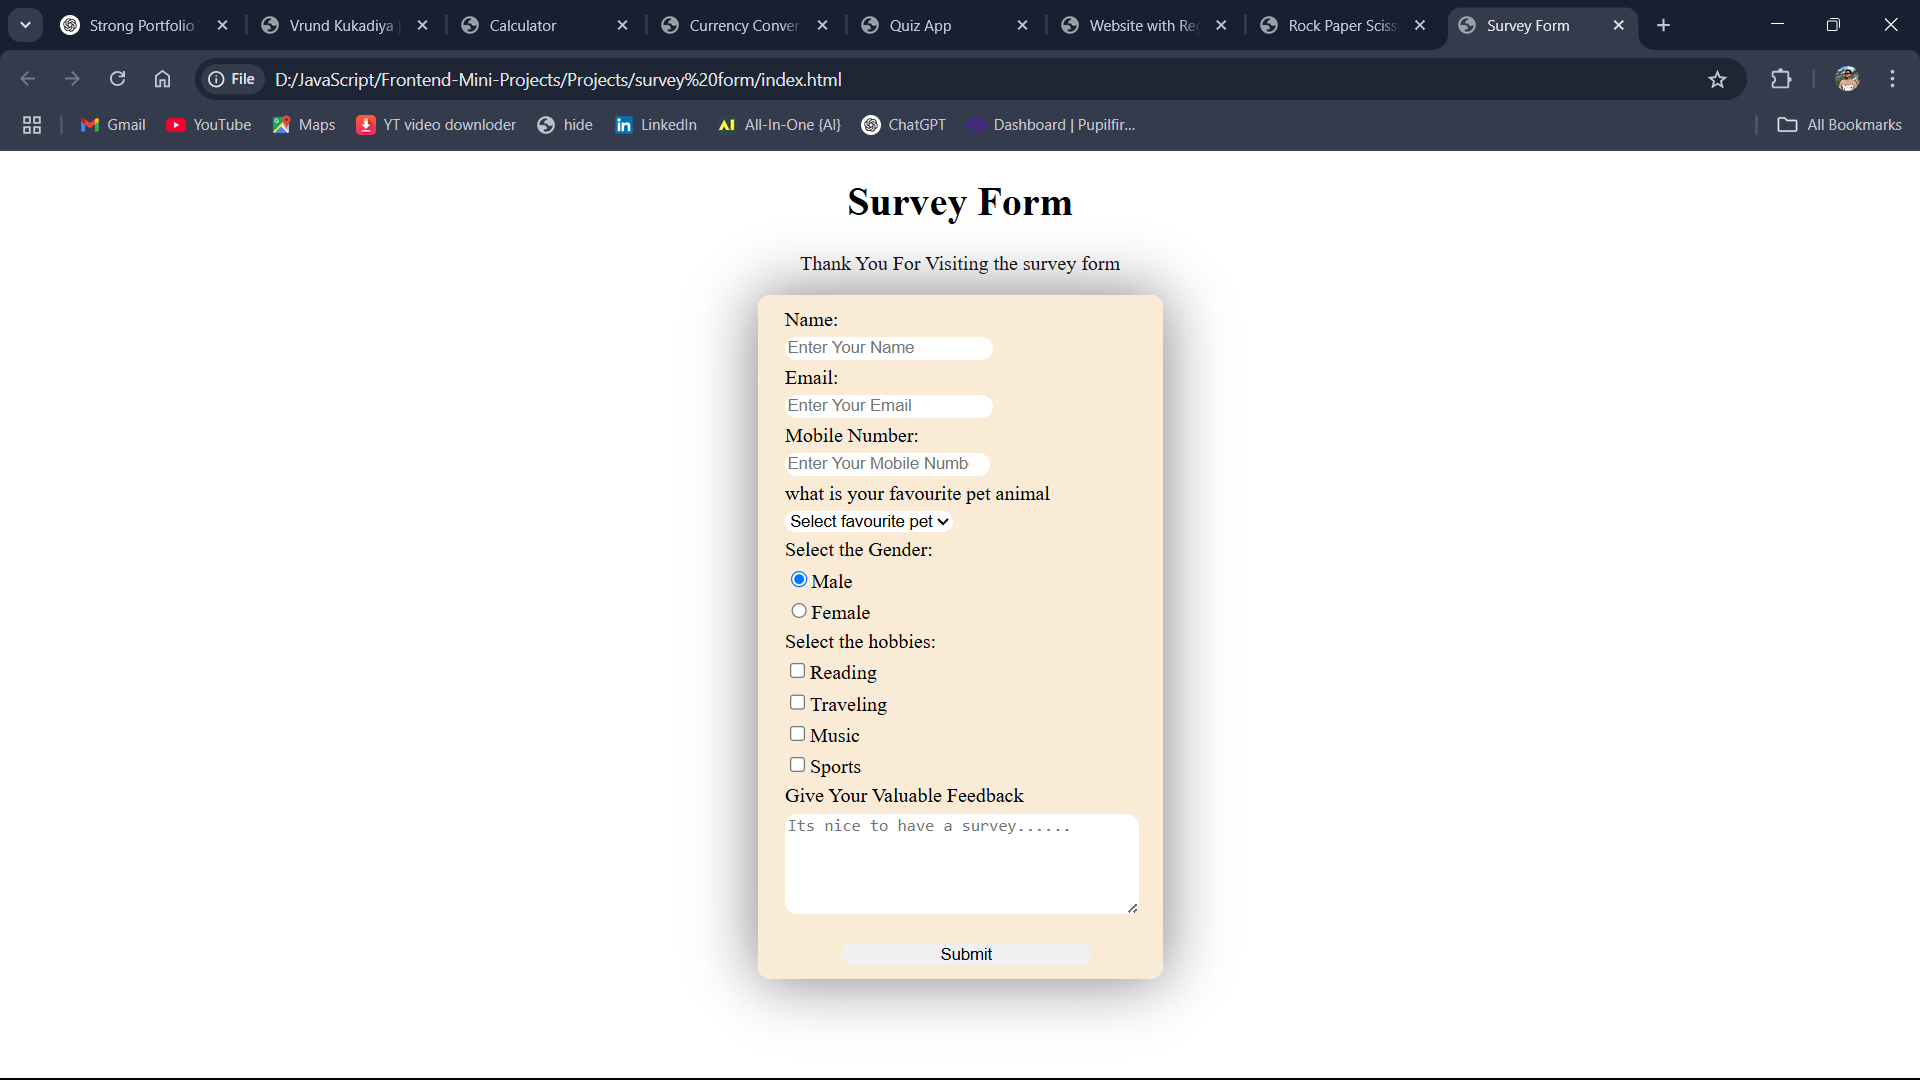 Strong Portfolio
Vrund Kukadiya
Calculator
Currency Conver
Quiz App
Website with Re
Rock Paper Sciss
Survey Form
File
D:/JavaScript/Frontend-Mini-Projects/Projects/survey%20form/index.html
Gmail
YouTube
Maps
YT video downloder
hide
LinkedIn
All-In-One {AI}
ChatGPT
Dashboard | Pupilfir...
All Bookmarks
Survey Form
Thank You For Visiting the survey form
Name:
Enter Your Name
Email:
Enter Your Email
Mobile Number:
Enter Your Mobile Numb
what is your favourite pet animal
Select favourite pet
Select the Gender:
Male
Female
Select the hobbies:
Reading
Traveling
Music
Sports
Give Your Valuable Feedback
Its nice to have a survey......
Submit